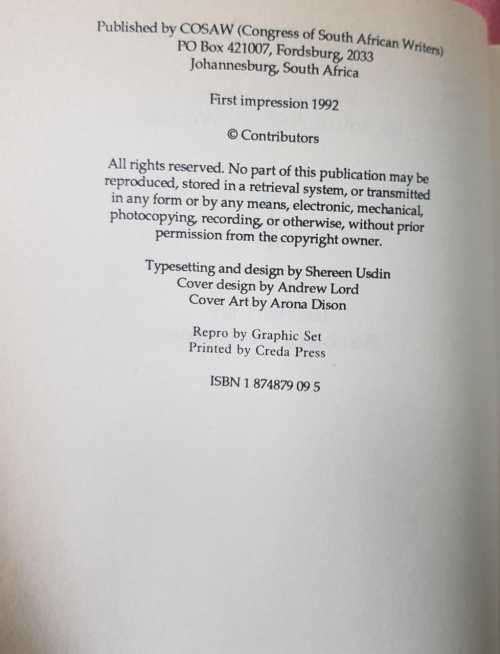 Published by COSAW (Congress of South African Writers)
PO Box 421007, Fordsburg, 2033
Johannesburg, South Africa
First impression 1992
© Contributors
All rights reserved. No part of this publication may be
reproduced, stored in a retrieval system, or transmitted
in any form or by any means, electronic, mechanical,
photocopying, recording, or otherwise, without prior
permission from the copyright owner.
Typesetting and design by Shereen Usdin
Cover design by Andrew Lord
Cover Art by Arona Dison
Repro by Graphic Set
Printed by Creda Press
ISBN 1 874879 09 5